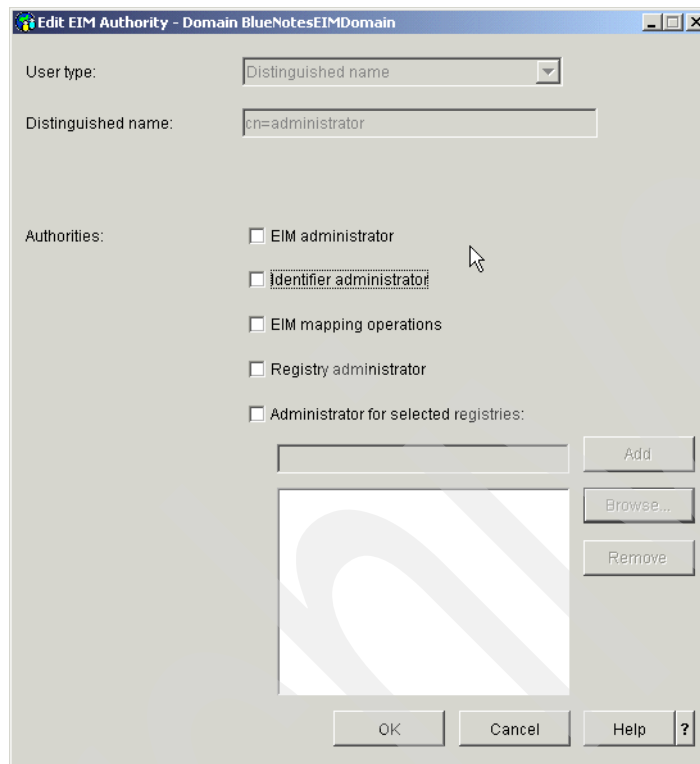 Edit EIM Authority - Domain BlueNotesEIMDomain
User type: Distinguished name
Distinguished name: cn=administrator
Authorities: EIM administrator
Identifier administrator
EIM mapping operations
Registry administrator
Administrator for selected registries:
Add
Browse...
Remove
OK Cancel Help ?